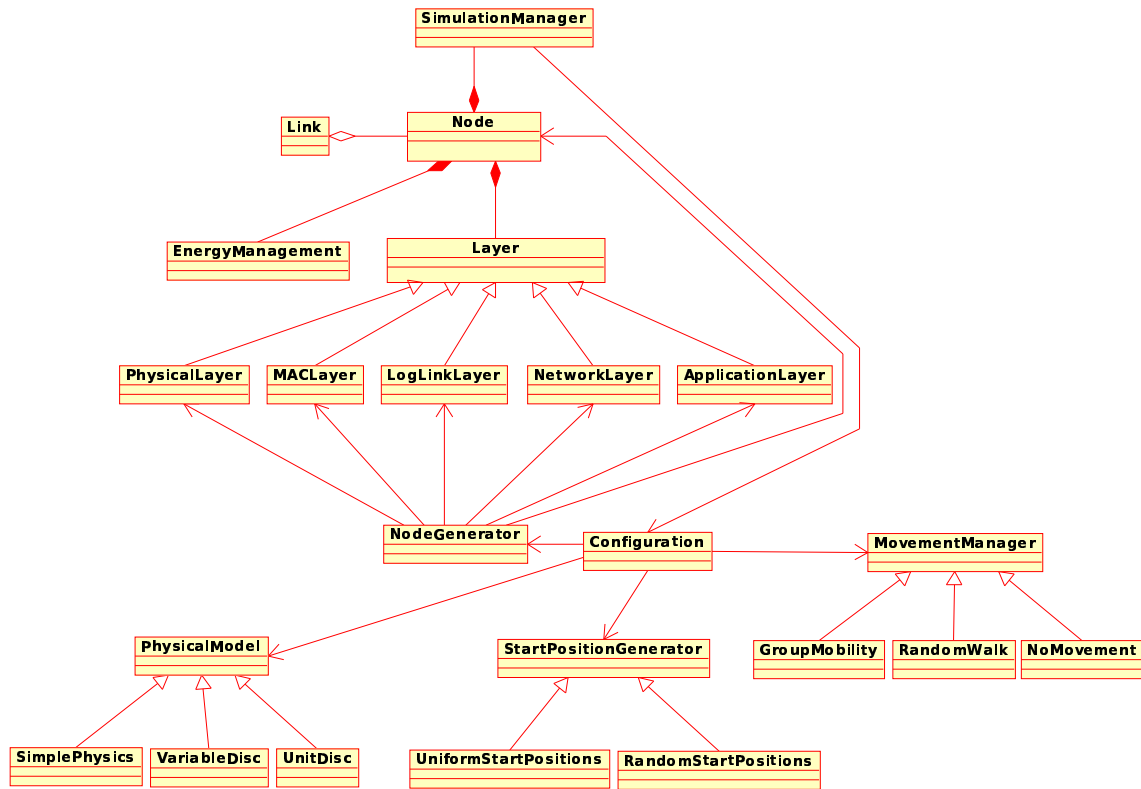 SimulationManager
Link
Node
EnergyManagement
Layer
PhysicalLayer
MACLayer
LogLinkLayer
NetworkLayer
ApplicationLayer
NodeGenerator
Configuration
MovementManager
PhysicalModel
StartPositionGenerator
GroupMobility
RandomWalk
NoMovement
SimplePhysics
VariableDisc
UnitDisc
UniformStartPositions
RandomStartPositions